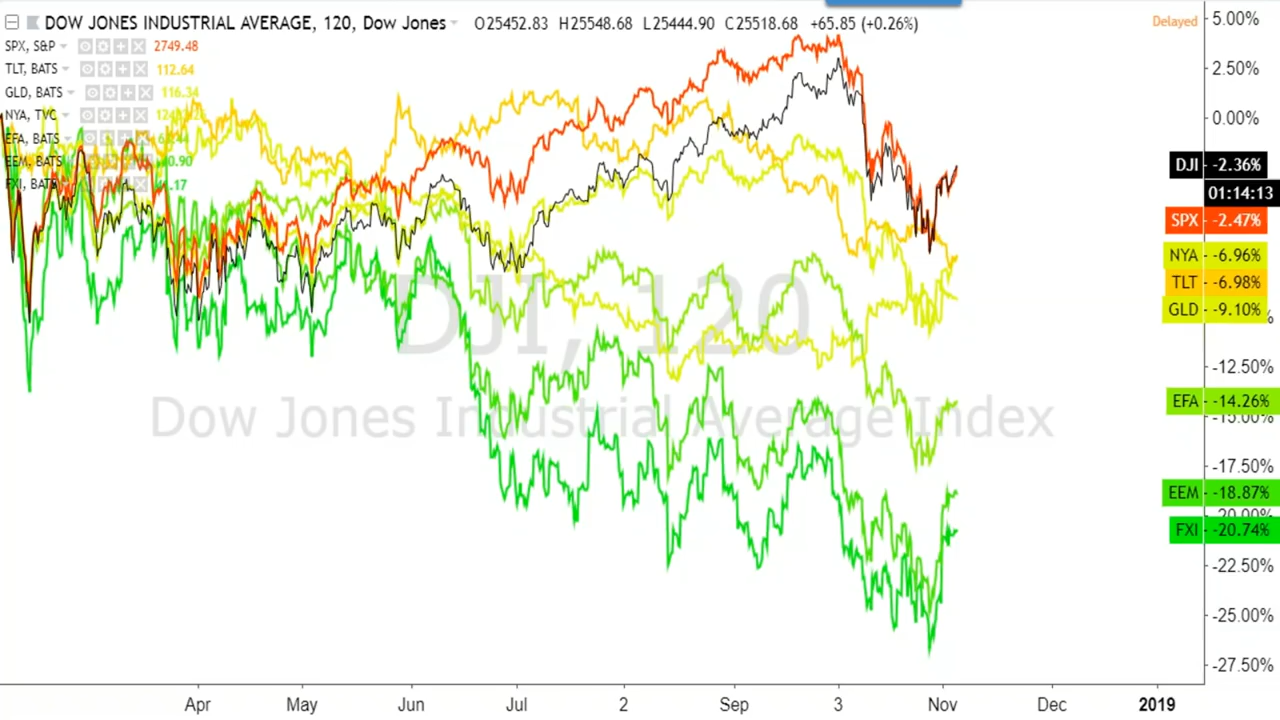 DOW JONES INDUSTRIAL AVERAGE, 120, Dow Jones O25452.83 H25548.68 L25444.90 C25518.68 +65.85 (+0.26%)
SPX, S&P 2749.48
TLT, BATS 112.64
GLD, BATS 116.34
NYA, TVC
EFA, BATS
EEM, BATS
FXI, BATS
Delayed
5.00%
2.50%
0.00%
DJI -2.36%
01:14:13
SPX -2.47%
NYA -6.96%
TLT -6.98%
GLD -9.10%
-12.50%
EFA -14.26%
-15.00%
-17.50%
EEM -18.87%
-20.00%
FXI -20.74%
-22.50%
-25.00%
-27.50%
DJI, 120
Dow Jones Industrial Average Index
Apr May Jun Jul 2 Sep 3 Nov Dec 2019